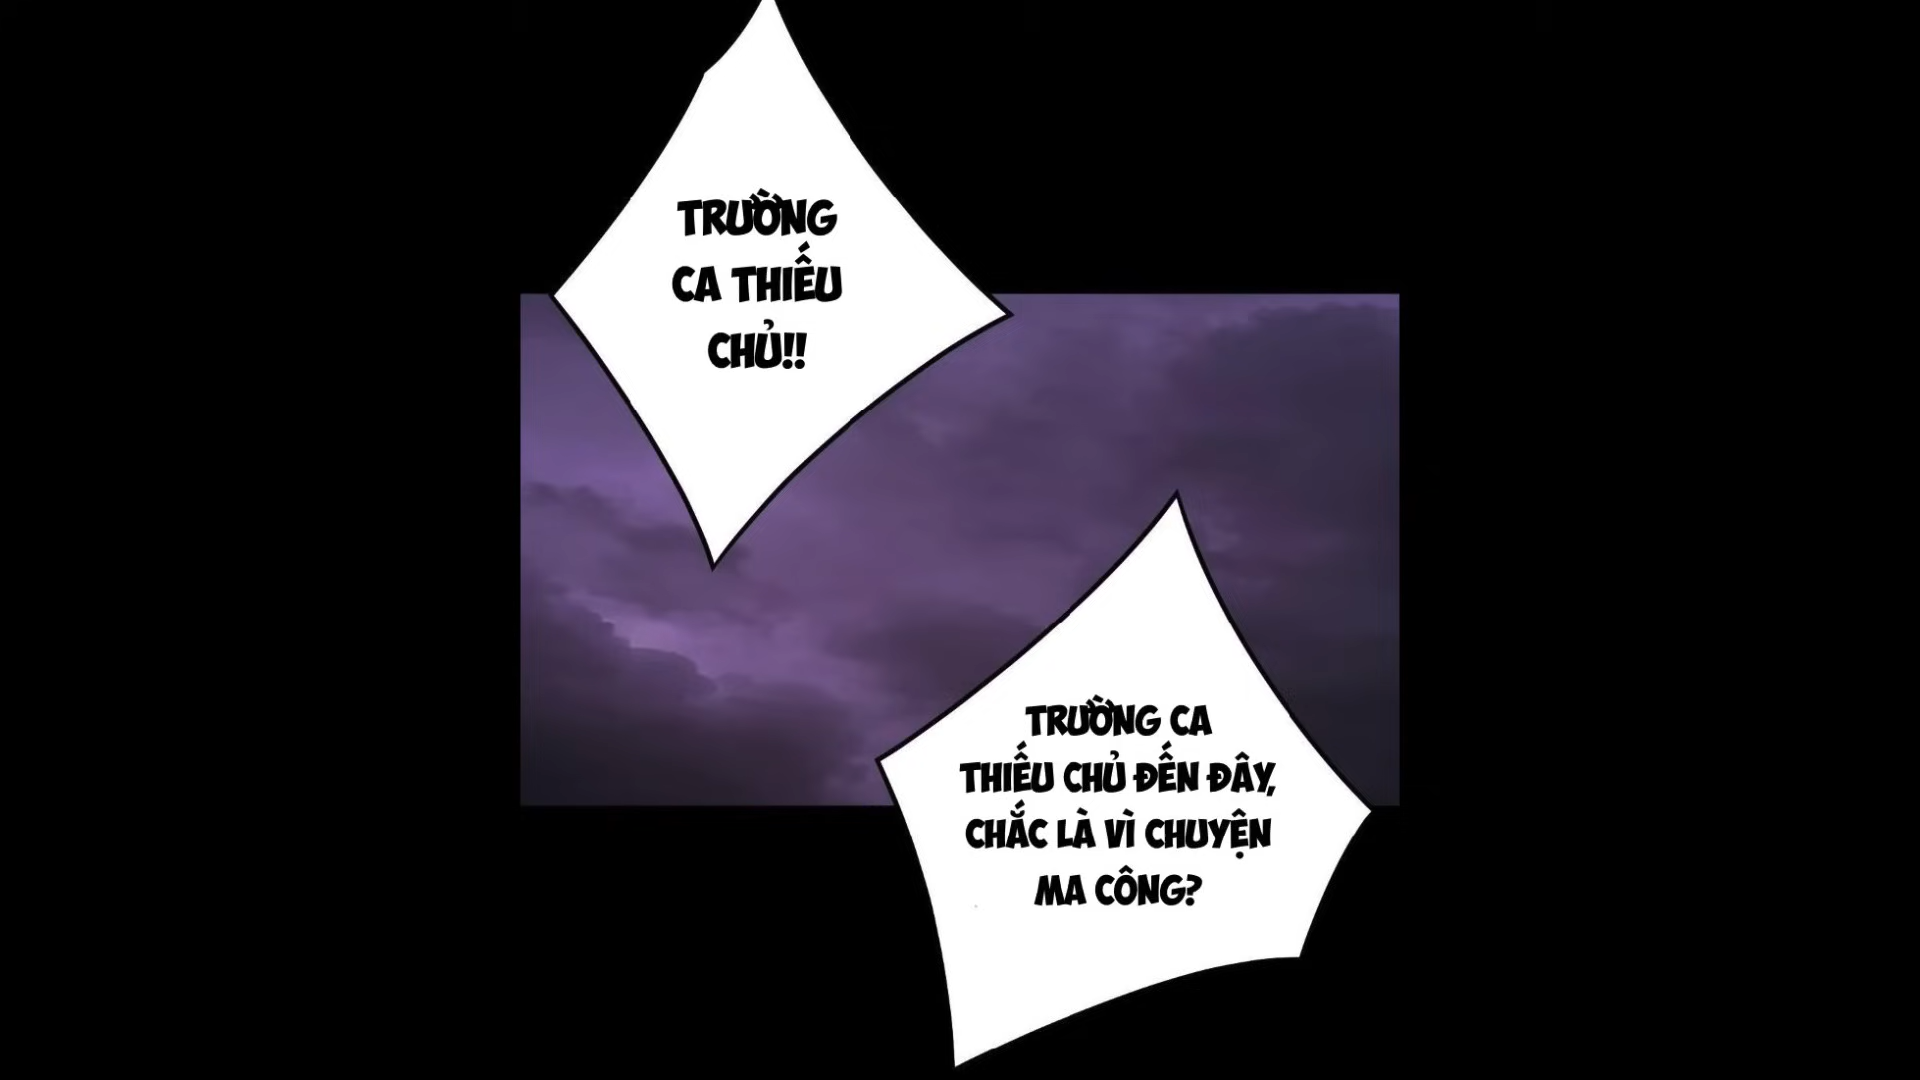 TRƯỜNG
CA THIẾU
CHỦ!!
TRƯỜNG CA
THIẾU CHỦ ĐẾN ĐÂY,
CHẮC LÀ VÌ CHUYỆN
MA CÔNG?